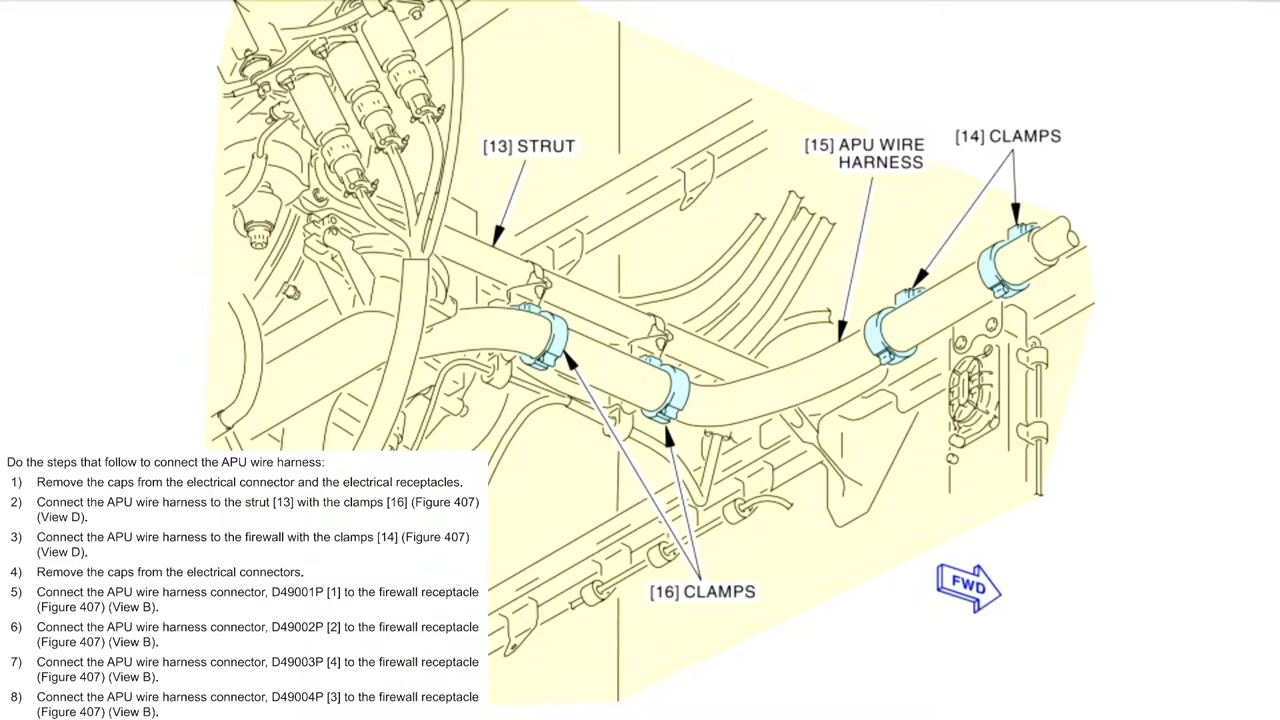 [13] STRUT
[15] APU WIRE
HARNESS
[14] CLAMPS
[16] CLAMPS
FWD
Do the steps that follow to connect the APU wire harness:
1) Remove the caps from the electrical connector and the electrical receptacles.
2) Connect the APU wire harness to the strut [13] with the clamps [16] (Figure 407)
(View D).
3) Connect the APU wire harness to the firewall with the clamps [14] (Figure 407)
(View D).
4) Remove the caps from the electrical connectors.
5) Connect the APU wire harness connector, D49001P [1] to the firewall receptacle
(Figure 407) (View B).
6) Connect the APU wire harness connector, D49002P [2] to the firewall receptacle
(Figure 407) (View B).
7) Connect the APU wire harness connector, D49003P [4] to the firewall receptacle
(Figure 407) (View B).
8) Connect the APU wire harness connector, D49004P [3] to the firewall receptacle
(Figure 407) (View B).